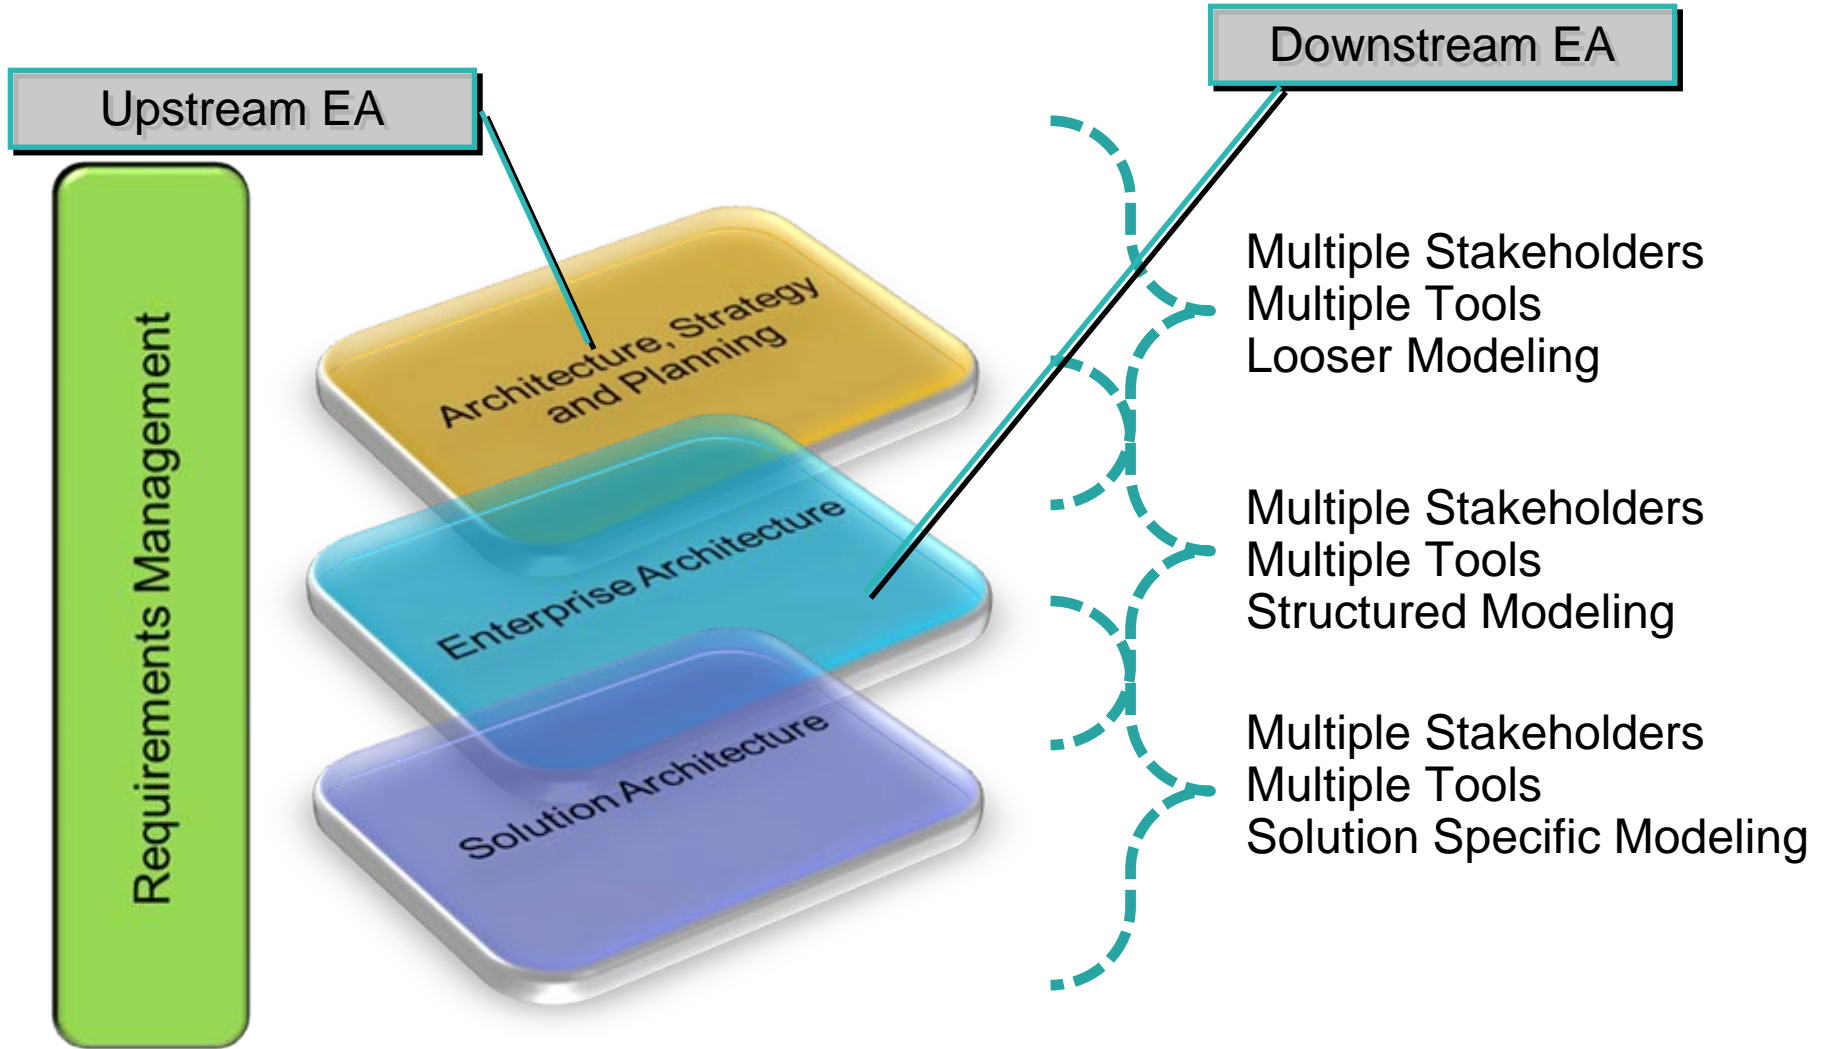 Downstream EA
Upstream EA
Requirements Management
Architecture, Strategy
and Planning
Enterprise Architecture
Solution Architecture
Multiple Stakeholders
Multiple Tools
Looser Modeling
Multiple Stakeholders
Multiple Tools
Structured Modeling
Multiple Stakeholders
Multiple Tools
Solution Specific Modeling